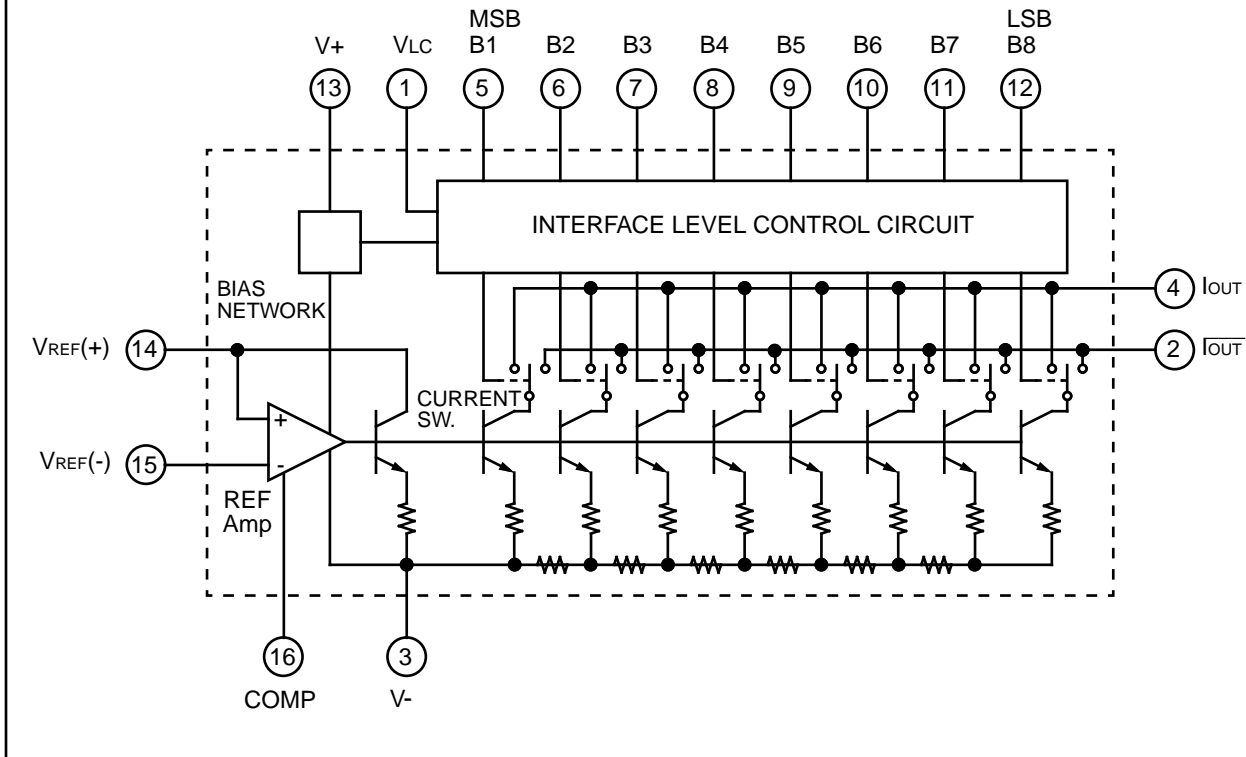 MSB LSB
V+ VLC B1 B2 B3 B4 B5 B6 B7 B8
13 1 5 6 7 8 9 10 11 12
INTERFACE LEVEL CONTROL CIRCUIT
BIAS
NETWORK
4 IOUT
VREF(+) 14
2 I̅O̅U̅T̅
CURRENT
SW.
+
VREF(-) 15
-
REF
Amp
16 3
COMP V-